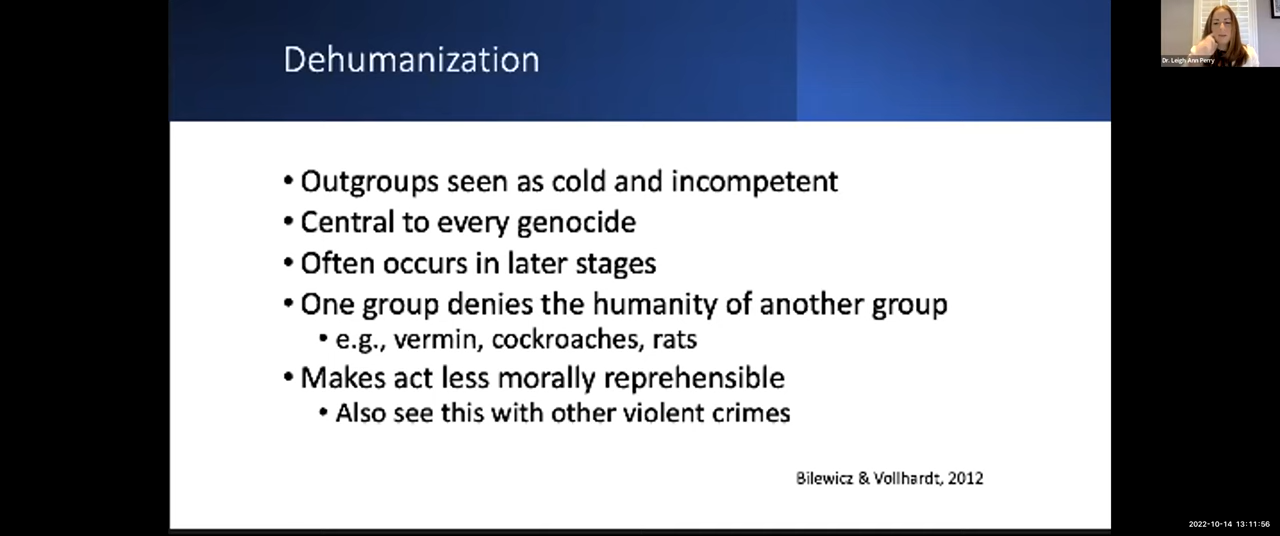 Dehumanization
Dr. Leigh Ann Perry
• Outgroups seen as cold and incompetent
• Central to every genocide
• Often occurs in later stages
• One group denies the humanity of another group
• e.g., vermin, cockroaches, rats
• Makes act less morally reprehensible
• Also see this with other violent crimes
Bilewicz & Vollhardt, 2012
2022-10-14 13:11:56